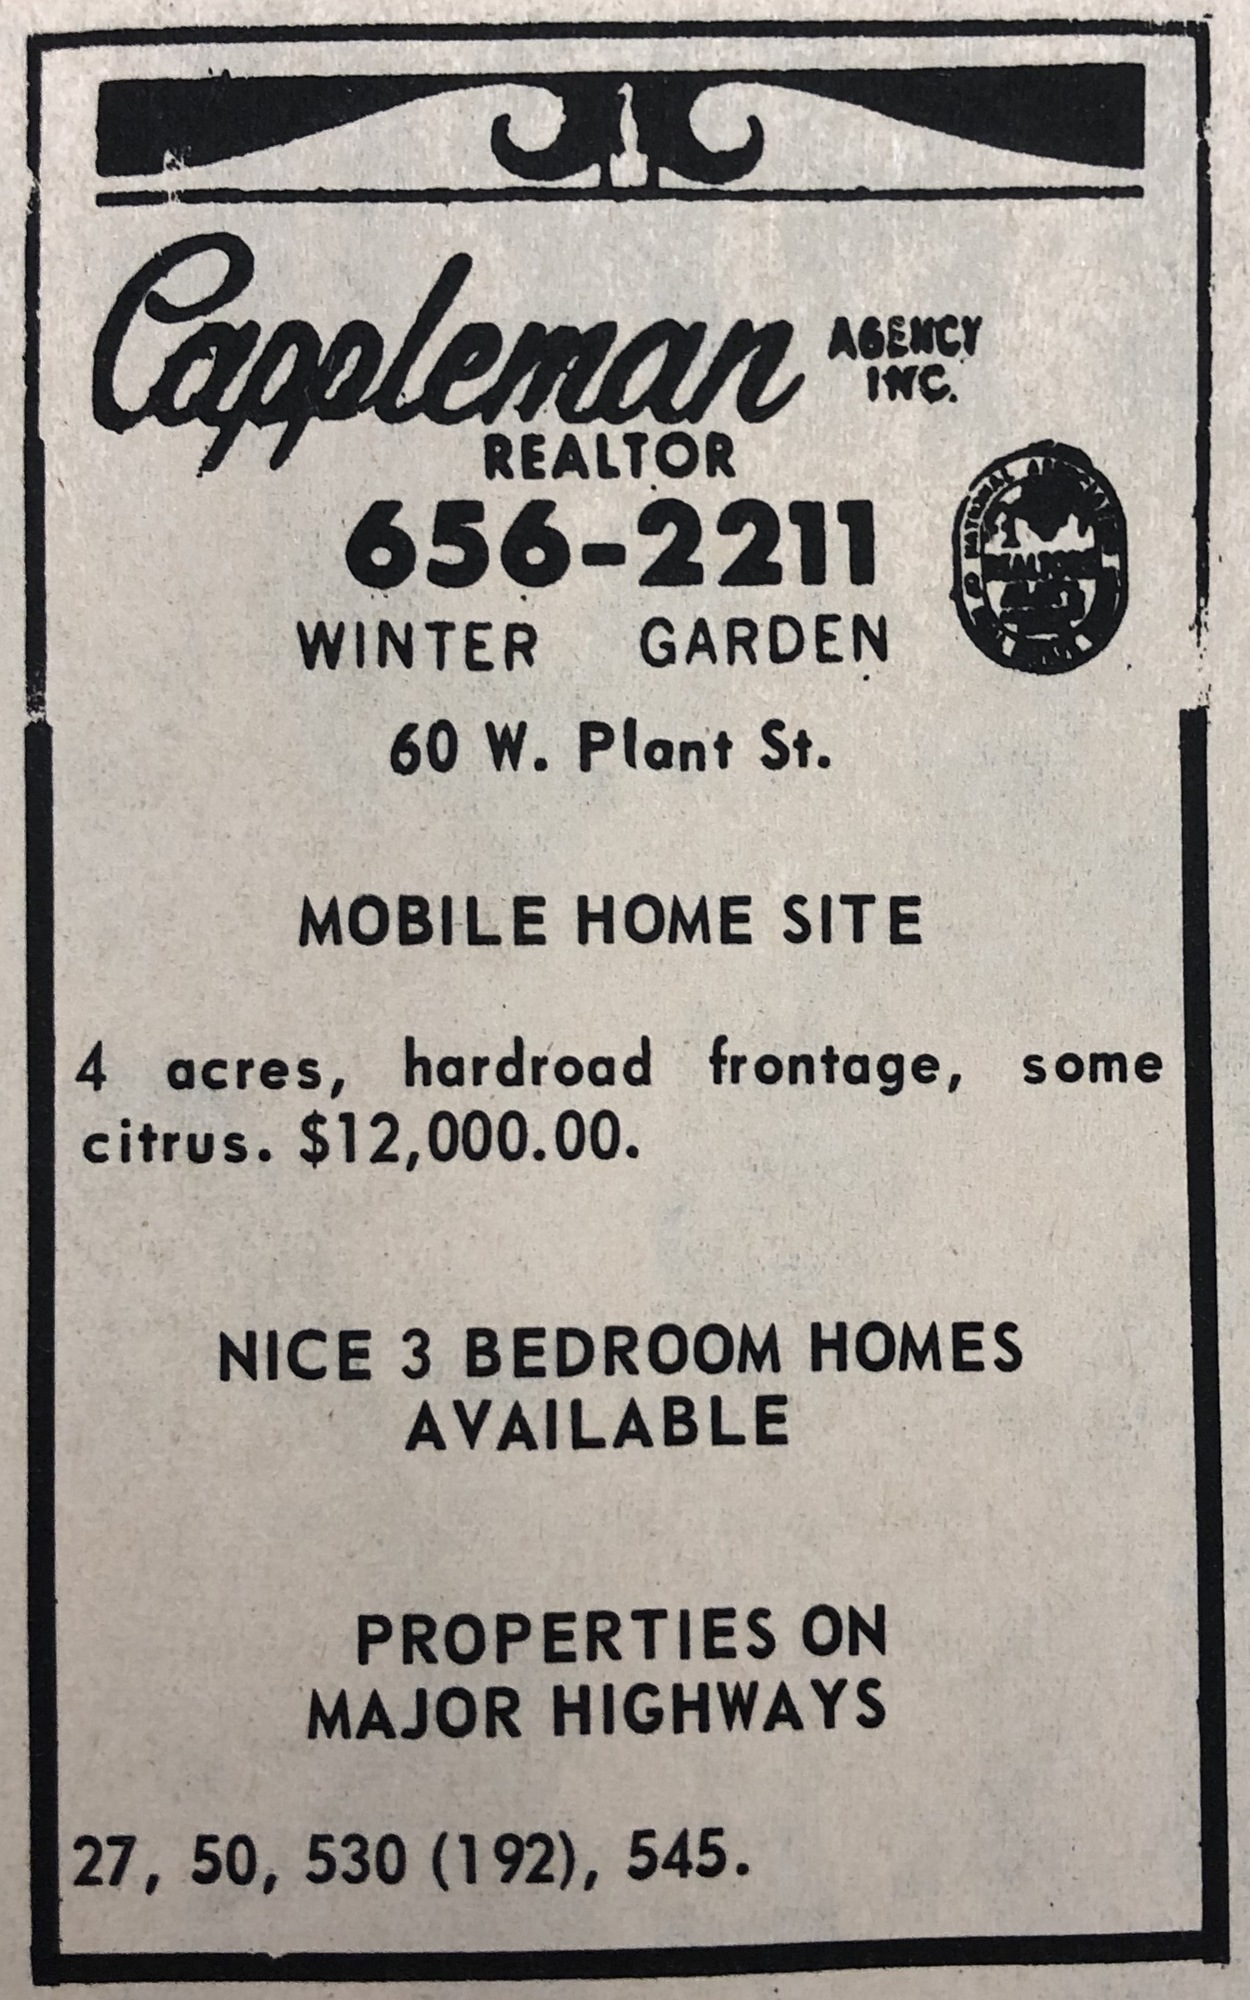 Cappleman AGENCY
INC.
REALTOR
656-2211
WINTER GARDEN
60 W. Plant St.
MOBILE HOME SITE
4 acres, hardroad frontage, some
citrus. $12,000.00.
NICE 3 BEDROOM HOMES
AVAILABLE
PROPERTIES ON
MAJOR HIGHWAYS
27, 50, 530 (192), 545.